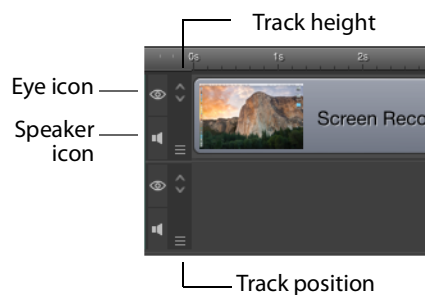 Track height
0s 1s 2s
Eye icon
Speaker
icon
Screen Reco
Track position